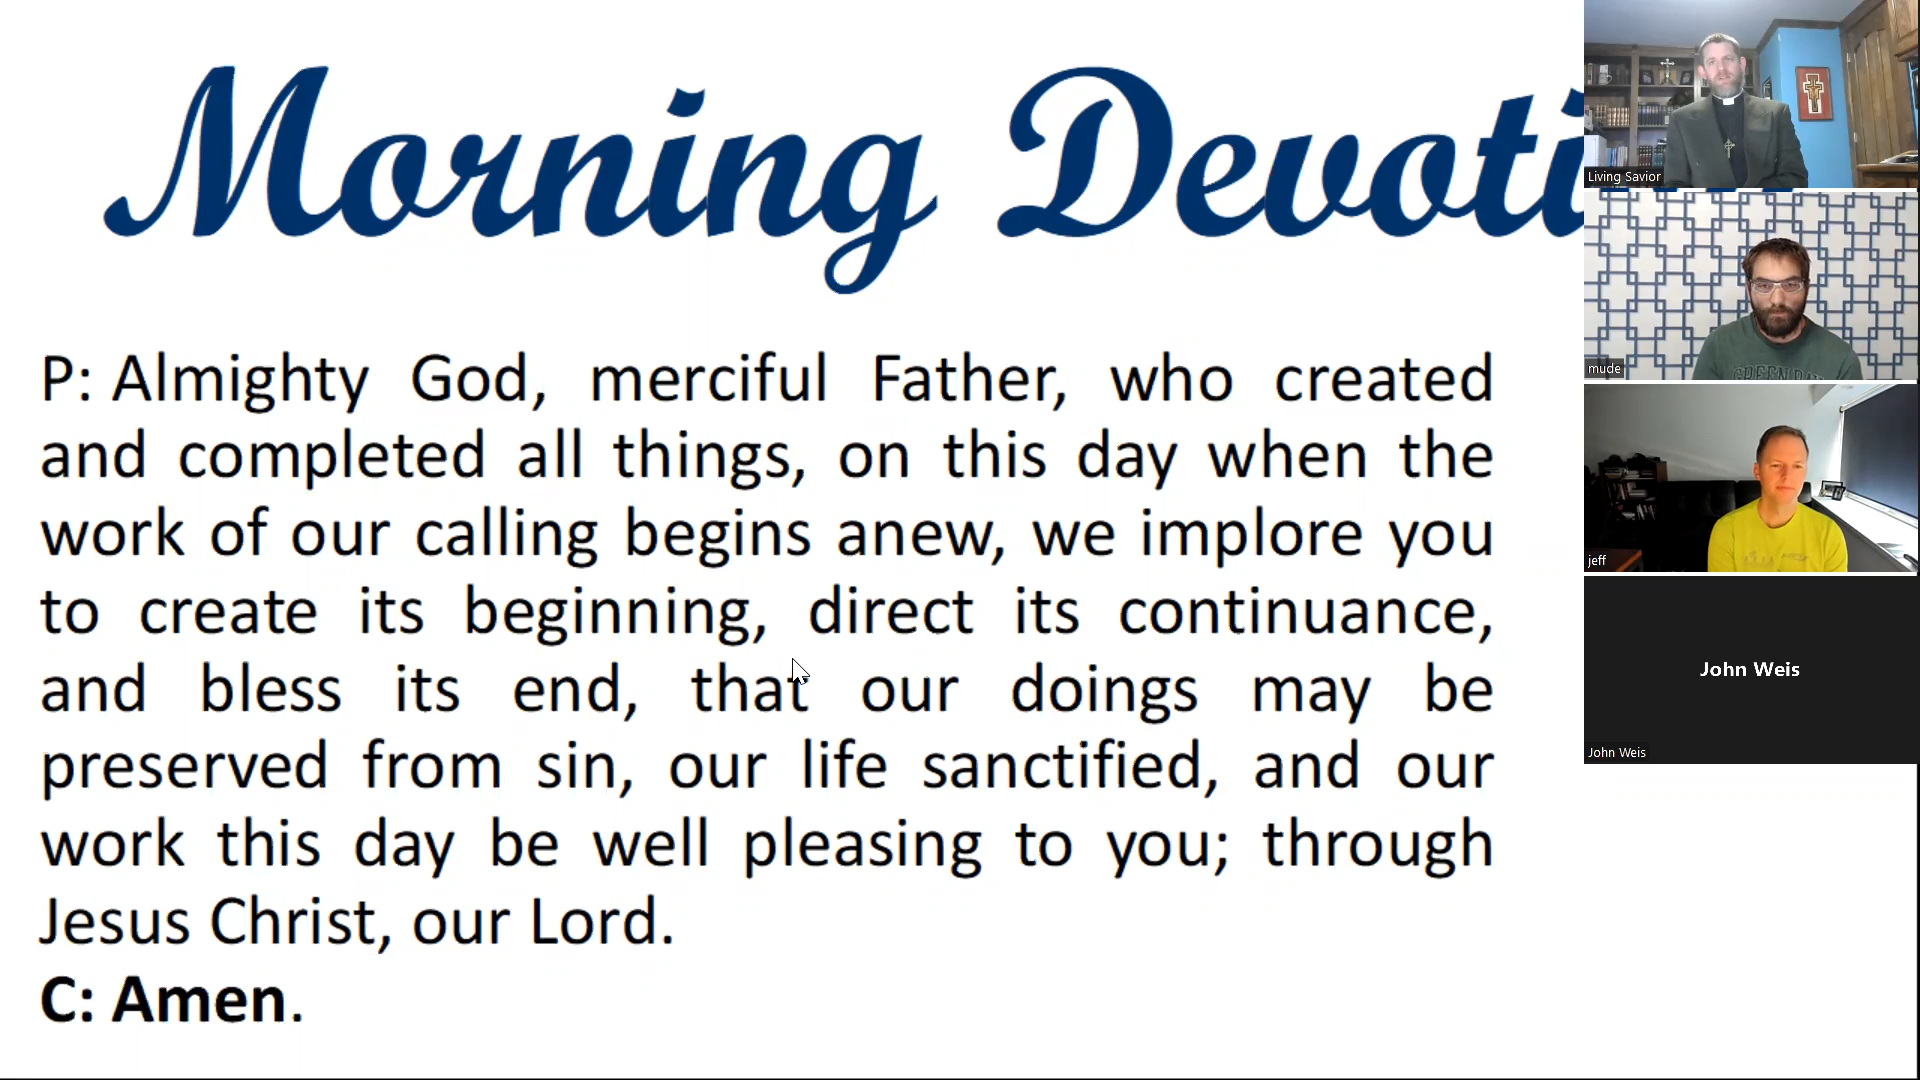 Morning Devoti
P: Almighty God, merciful Father, who created
and completed all things, on this day when the
work of our calling begins anew, we implore you
to create its beginning, direct its continuance,
and bless its end, that our doings may be
preserved from sin, our life sanctified, and our
work this day be well pleasing to you; through
Jesus Christ, our Lord.
C: Amen.
Living Savior
mude
jeff
John Weis
John Weis